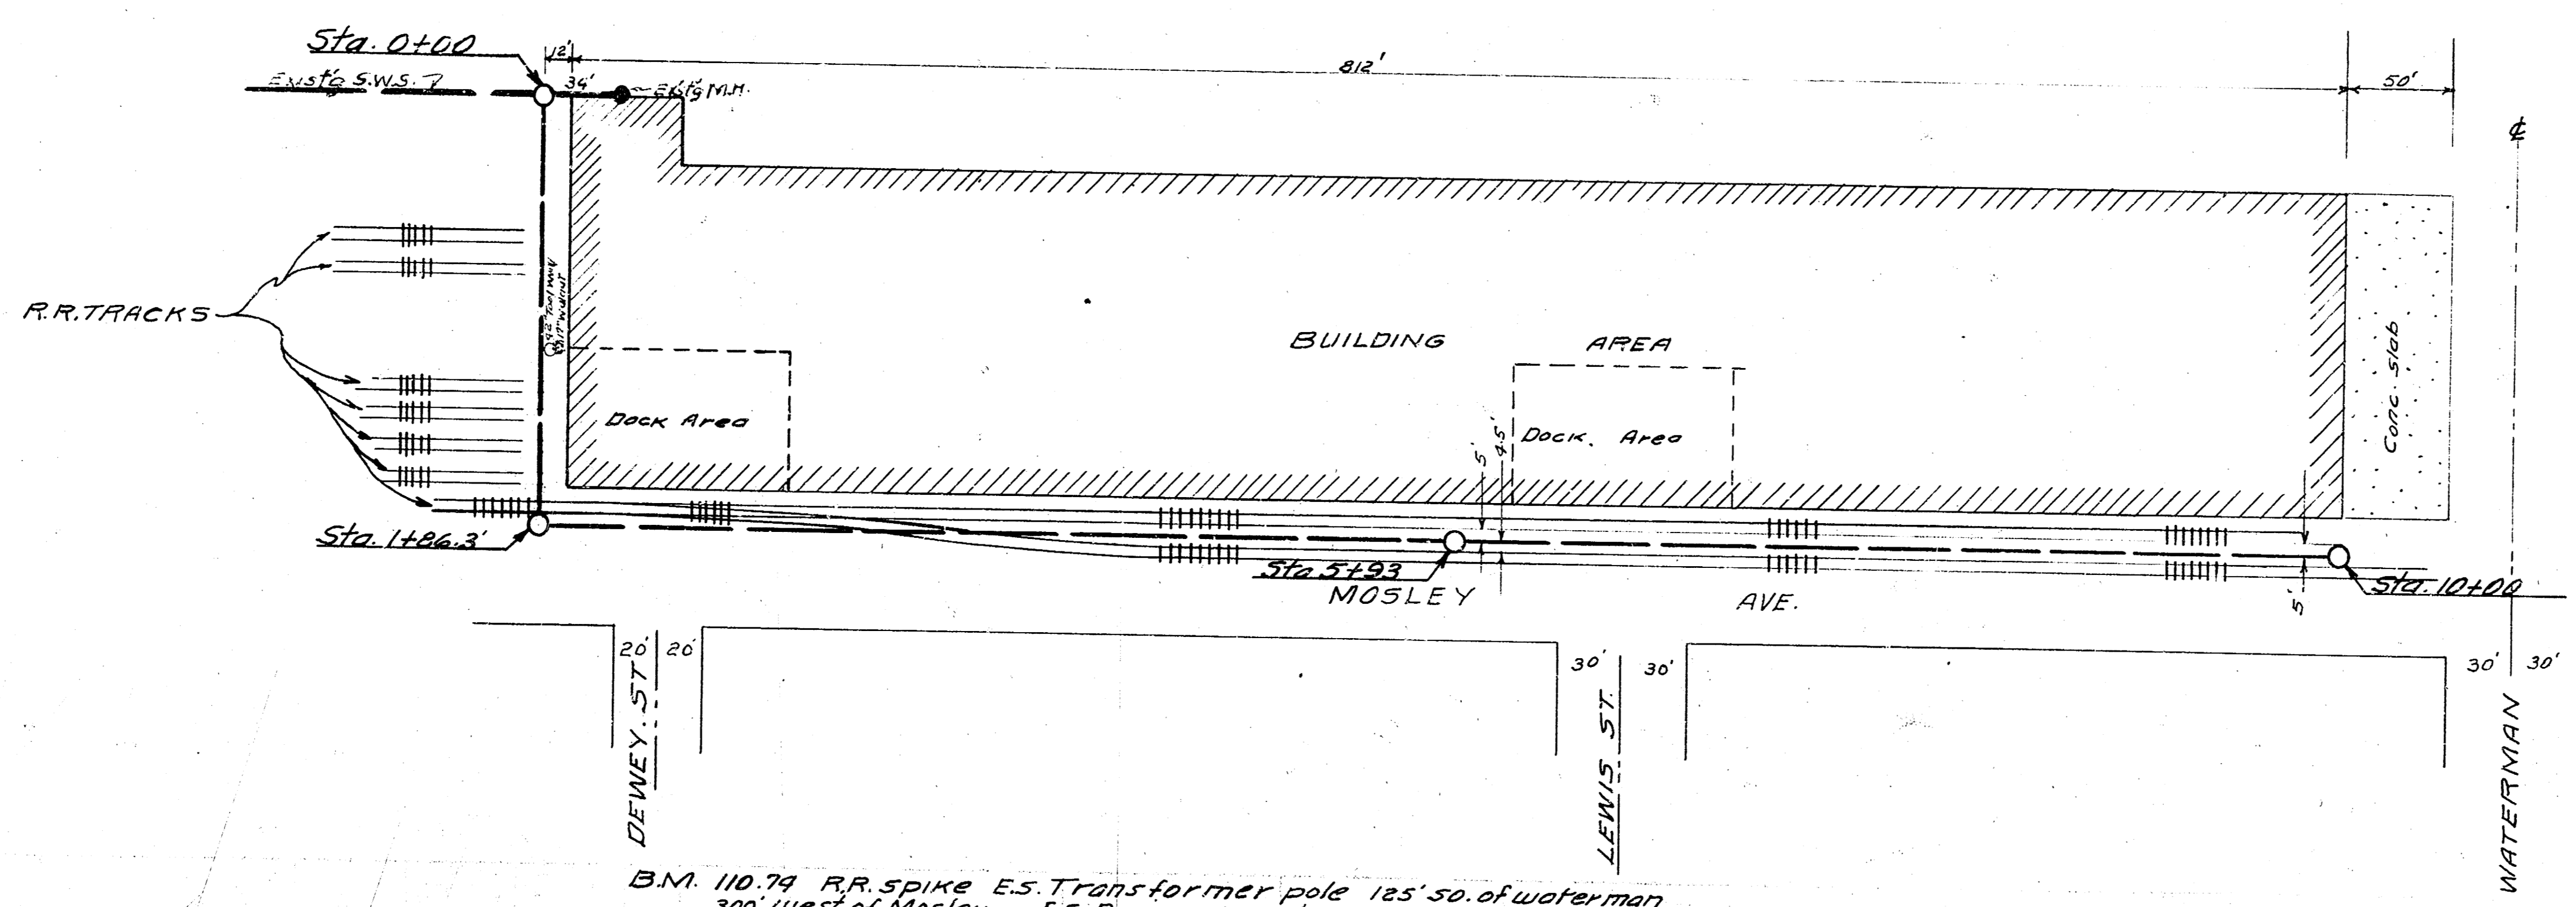 Sta. 0+00
12'
812'
50'
Exist'g S.W.S. 7
34'
Exist'g M.H.
℄
R.R. TRACKS
BUILDING AREA
Conc. Slab
Dock Area
5'
4.5'
Dock. Area
Sta. 1+86.3'
Sta 5+93
Sta. 10+00
5'
MOSLEY AVE.
20' 20'
30' 30'
30' 30'
DEWEY. ST.
LEWIS ST.
WATERMAN
B.M. 110.79 R.R. spike E.S. Transformer pole 125' so. of waterman
300' west of Mosley